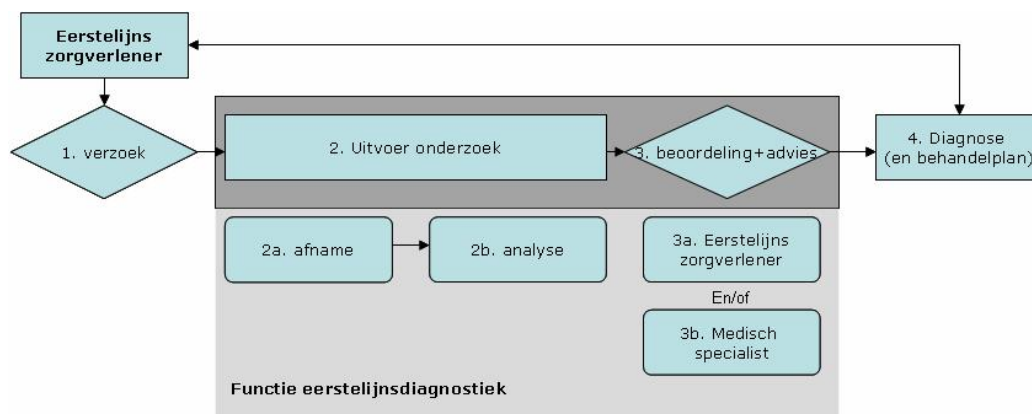 Eerstelijns
zorgverlener
1. verzoek
2. Uitvoer onderzoek
3. beoordeling+advies
4. Diagnose
(en behandelplan)
2a. afname
2b. analyse
3a. Eerstelijns
zorgverlener
En/of
3b. Medisch
specialist
Functie eerstelijnsdiagnostiek